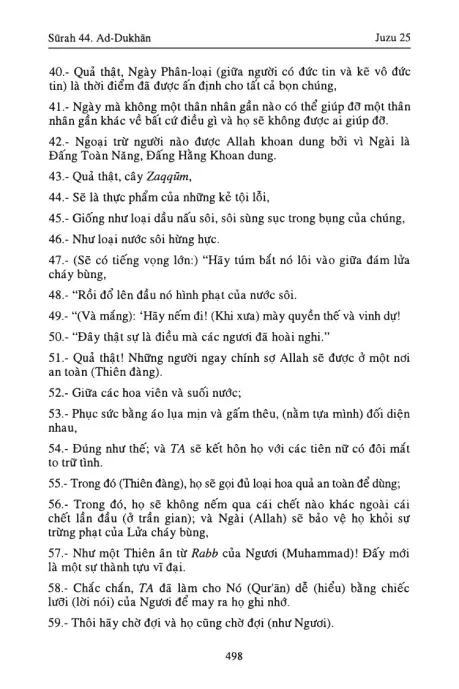 Sūrah 44. Ad-Dukhān Juzu 25
40.- Quả thật, Ngày Phân-loại (giữa người có đức tin và kẻ vô đức
tin) là thời điểm đã được ấn định cho tất cả bọn chúng,
41.- Ngày mà không một thân nhân gần nào có thể giúp đỡ một thân
nhân gần khác về bất cứ điều gì và họ sẽ không được ai giúp đỡ.
42.- Ngoại trừ người nào được Allah khoan dung bởi vì Ngài là
Đấng Toàn Năng, Đấng Hằng Khoan dung.
43.- Quả thật, cây Zaqqūm,
44.- Sẽ là thực phẩm của những kẻ tội lỗi,
45.- Giống như loại dầu nấu sôi, sôi sùng sục trong bụng của chúng,
46.- Như loại nước sôi hừng hực.
47.- (Sẽ có tiếng vọng lớn:) “Hãy túm bắt nó lôi vào giữa đám lửa
cháy bùng,
48.- “Rồi đổ lên đầu nó hình phạt của nước sôi.
49.- “(Và mắng): ‘Hãy nếm đi! (Khi xưa) mày quyền thế và vinh dự!
50.- “Đây thật sự là điều mà các ngươi đã hoài nghi.”
51.- Quả thật! Những người ngay chính sợ Allah sẽ được ở một nơi
an toàn (Thiên đàng).
52.- Giữa các hoa viên và suối nước;
53.- Phục sức bằng áo lụa mịn và gấm thêu, (nằm tựa mình) đối diện
nhau,
54.- Đúng như thế; và TA sẽ kết hôn họ với các tiên nữ có đôi mắt
to trữ tình.
55.- Trong đó (Thiên đàng), họ sẽ gọi đủ loại hoa quả an toàn để dùng;
56.- Trong đó, họ sẽ không nếm qua cái chết nào khác ngoài cái
chết lần đầu (ở trần gian); và Ngài (Allah) sẽ bảo vệ họ khỏi sự
trừng phạt của Lửa cháy bùng,
57.- Như một Thiên ân từ Rabb của Ngươi (Muhammad)! Đấy mới
là một sự thành tựu vĩ đại.
58.- Chắc chắn, TA đã làm cho Nó (Qur'ān) dễ (hiểu) bằng chiếc
lưỡi (lời nói) của Ngươi để may ra họ ghi nhớ.
59.- Thôi hãy chờ đợi và họ cũng chờ đợi (như Ngươi).
498